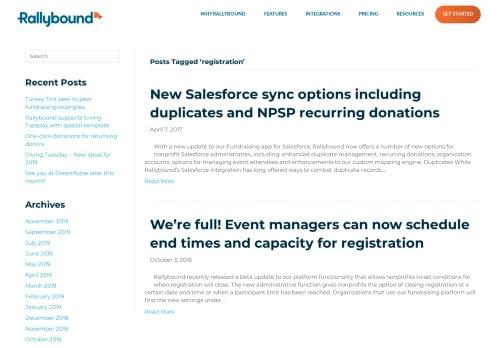 Rallybound
WHY RALLYBOUND
FEATURES
INTEGRATIONS
PRICING
RESOURCES
GET STARTED
Search
Recent Posts
Turkey Trot peer to peer
fundraising examples
Rallybound supports Giving
Tuesday with special template
One-click donations for returning
donors
Giving Tuesday – New ideas for
2019
See you at Dreamforce later this
month!
Archives
November 2019
September 2019
July 2019
June 2019
May 2019
April 2019
March 2019
February 2019
January 2019
December 2018
November 2018
October 2018
Posts Tagged ‘registration’
New Salesforce sync options including
duplicates and NPSP recurring donations
April 7, 2017
With a new update to our Fundraising app for Salesforce, Rallybound now offers a number of new options for
nonprofit Salesforce administrators, including: enhanced duplicate management, recurring donations, organization
accounts, options for managing event attendees and enhancements to our custom mapping engine. Duplicates While
Rallybound’s Salesforce integration has long offered ways to combat duplicate records...
Read More
We’re full! Event managers can now schedule
end times and capacity for registration
October 3, 2016
Rallybound recently released a beta update to our platform functionality that allows nonprofits to set conditions for
when registration will close. The new administrative function gives nonprofits the option of closing registration at a
certain date and time or when a participant limit has been reached. Organizations that use our fundraising platform will
find the new settings under...
Read More